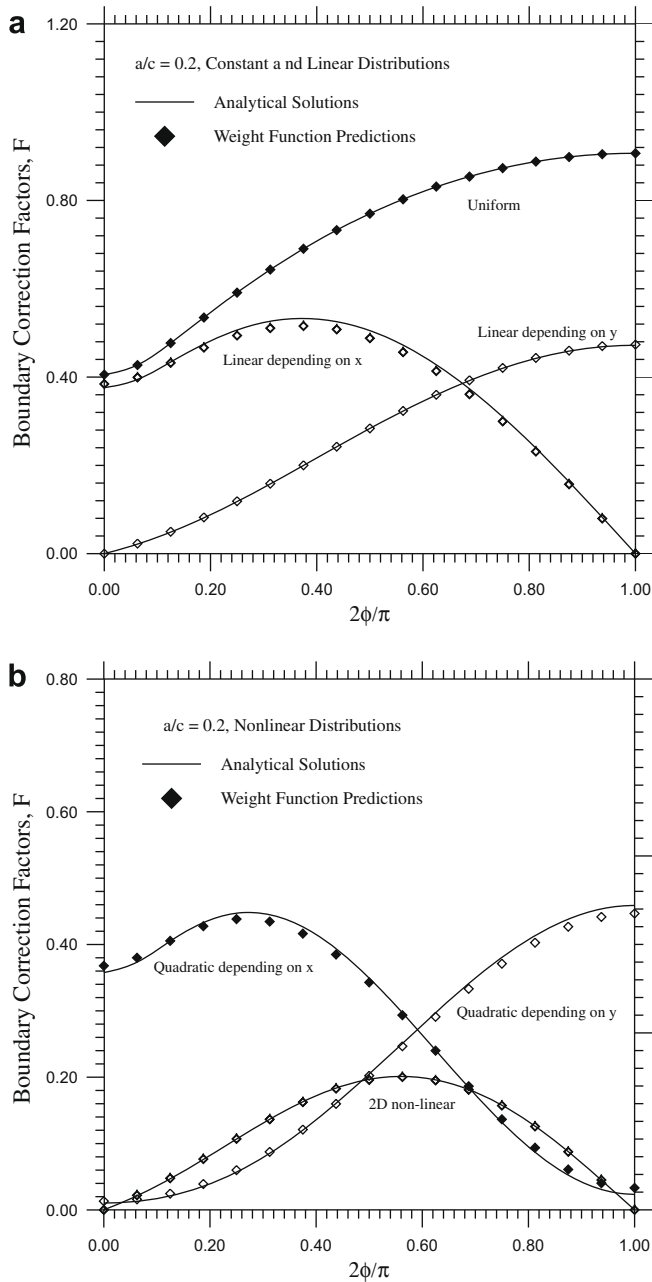 a
1.20
a/c = 0.2, Constant a nd Linear Distributions
Analytical Solutions
Weight Function Predictions
0.80
Uniform
Linear depending on y
Linear depending on x
0.40
0.00
Boundary Correction Factors, F
0.00 0.20 0.40 0.60 0.80 1.00
2ϕ/π
b
0.80
a/c = 0.2, Nonlinear Distributions
Analytical Solutions
Weight Function Predictions
0.60
0.40
Quadratic depending on x
Quadratic depending on y
0.20
2D non-linear
0.00
Boundary Correction Factors, F
0.00 0.20 0.40 0.60 0.80 1.00
2ϕ/π